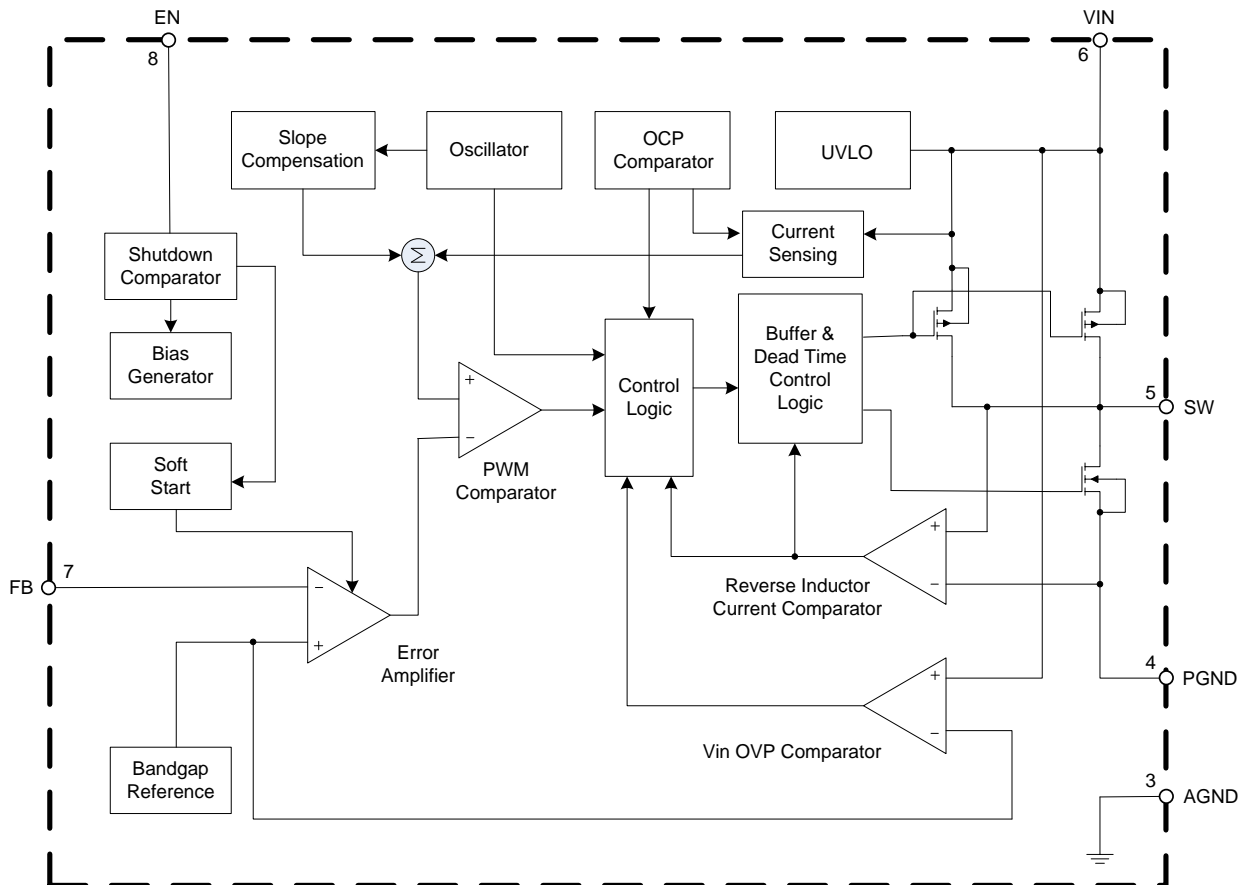 EN
8
VIN
6
Slope
Compensation
Oscillator
OCP
Comparator
UVLO
Shutdown
Comparator
Σ
Current
Sensing
Bias
Generator
Buffer &
Dead Time
Control
Logic
+
−
Control
Logic
5
SW
Soft
Start
PWM
Comparator
+
−
Reverse Inductor
Current Comparator
FB
7
−
+
Error
Amplifier
+
−
Vin OVP Comparator
4
PGND
Bandgap
Reference
3
AGND